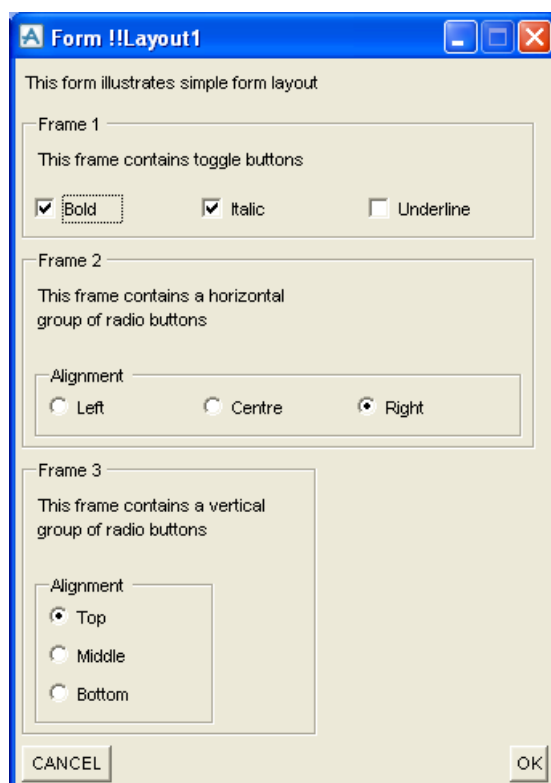 Form !!Layout1
This form illustrates simple form layout
Frame 1
This frame contains toggle buttons
Bold Italic Underline
Frame 2
This frame contains a horizontal
group of radio buttons
Alignment
Left Centre Right
Frame 3
This frame contains a vertical
group of radio buttons
Alignment
Top
Middle
Bottom
CANCEL OK